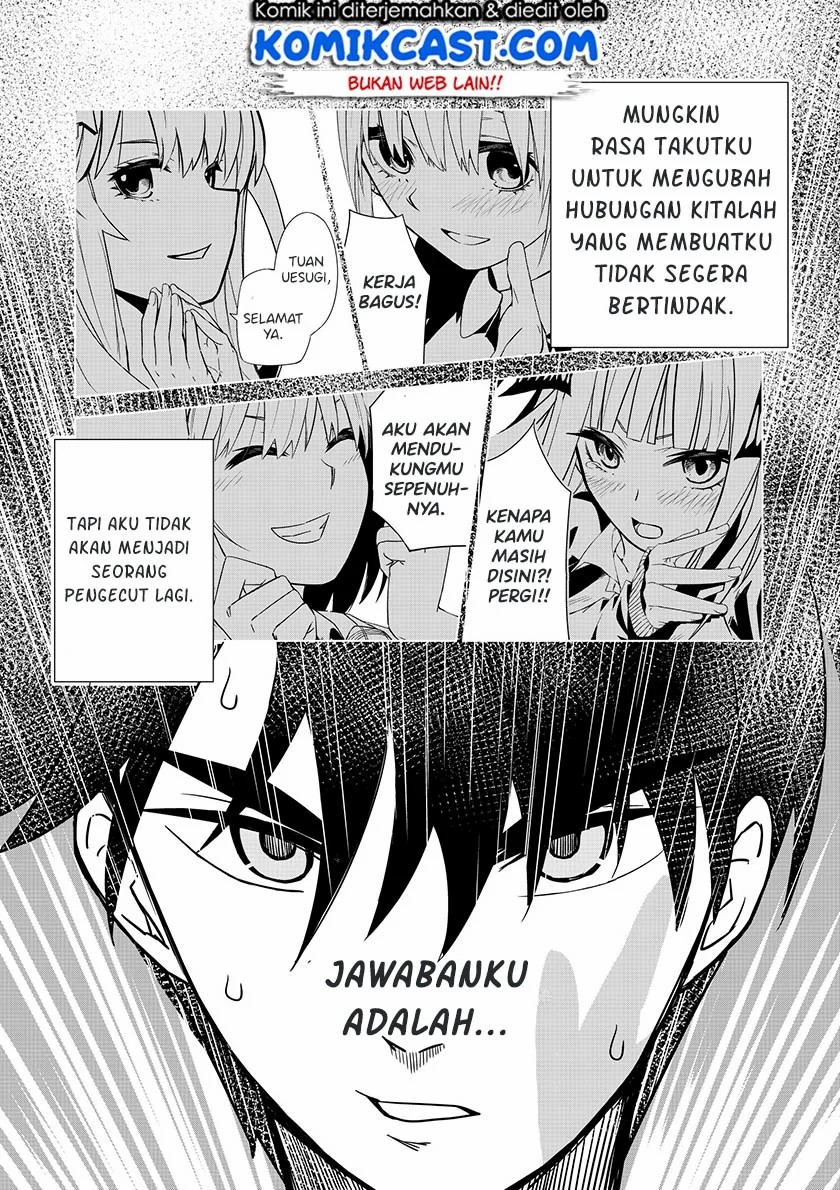 Komik ini diterjemahkan & diedit oleh
KOMIKCAST.COM
BUKAN WEB LAIN!!
MUNGKIN
RASA TAKUTKU
UNTUK MENGUBAH
HUBUNGAN KITALAH
YANG MEMBUATKU
TIDAK SEGERA
BERTINDAK.
KERJA
BAGUS!
TUAN
UESUGI,
SELAMAT
YA.
KENAPA
KAMU
MASIH
DISINI?!
PERGI!!
AKU AKAN
MENDU-
KUNGMU
SEPENUH-
NYA.
TAPI AKU TIDAK
AKAN MENJADI
SEORANG
PENGECUT LAGI.
JAWABANKU
ADALAH...